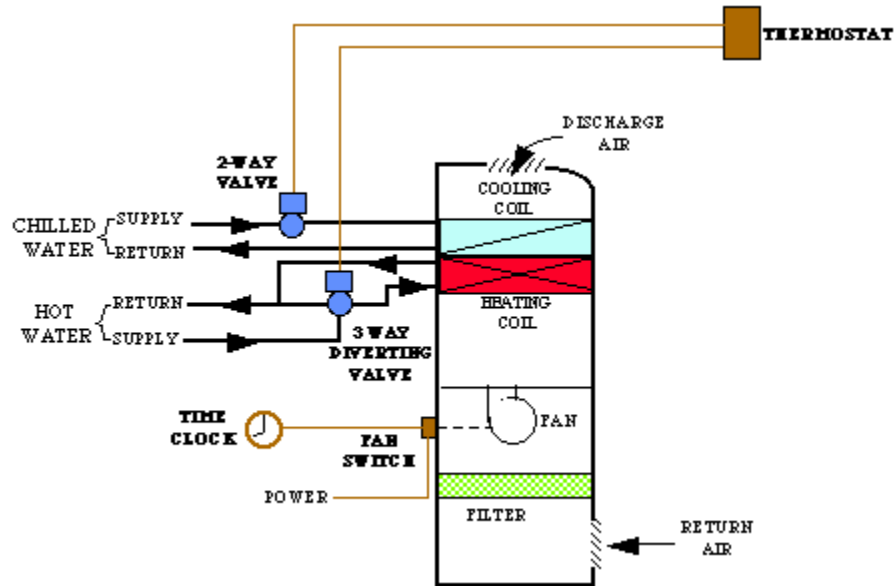 THERMOSTAT
DISCHARGE
AIR
2-WAY
VALVE
COOLING
COIL
CHILLED
WATER
SUPPLY
RETURN
HOT
WATER
RETURN
SUPPLY
HEATING
COIL
3 WAY
DIVERTING
VALVE
TIME
CLOCK
FAN
SWITCH
FAN
POWER
FILTER
RETURN
AIR